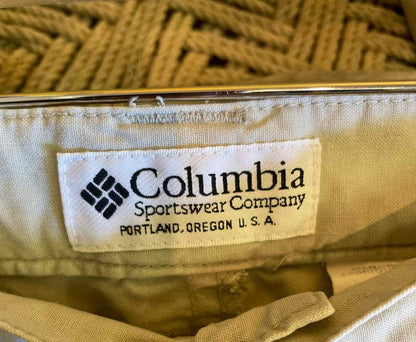 Columbia
Sportswear Company
PORTLAND, OREGON U.S.A.